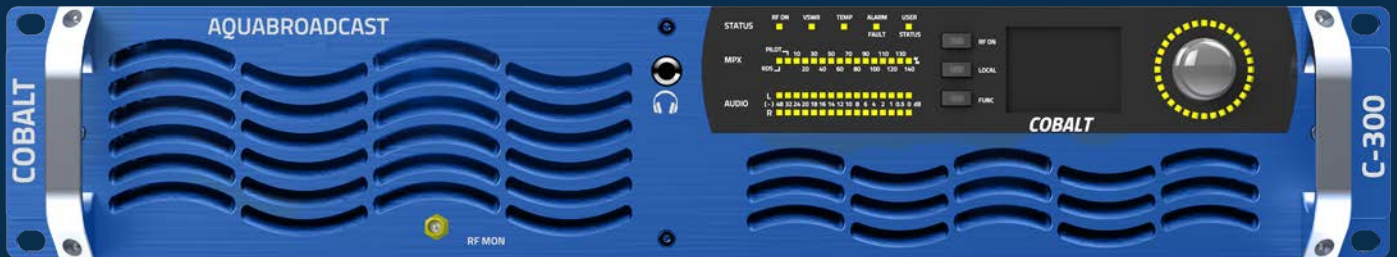 AQUABROADCAST
COBALT
RF MON
STATUS
RF ON VSWR TEMP ALARM USER
FAULT STATUS
MPX
PILOT 10 30 50 70 90 110 130 %
RDS 20 40 60 80 100 120 140
AUDIO
L
(-) 48 32 24 20 18 16 14 12 10 8 6 4 2 1 0.5 0 dB
R
RF ON
LOCAL
FUNC
COBALT
C-300